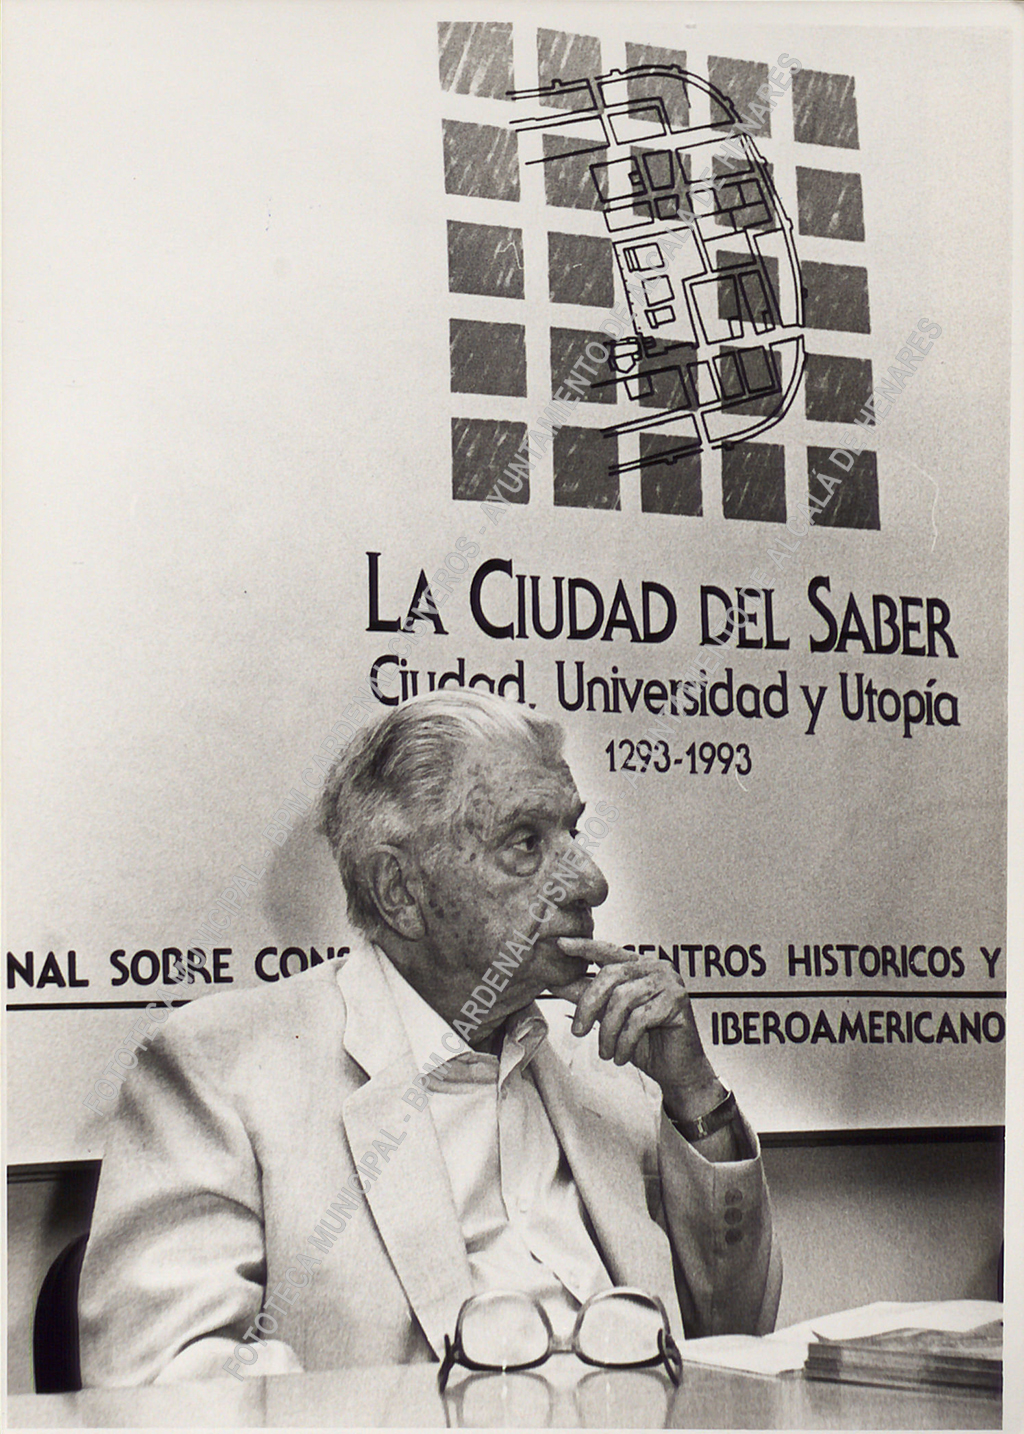 LA CIUDAD DEL SABER
Ciudad, Universidad y Utopía
1293-1993
NAL SOBRE CONS CENTROS HISTORICOS Y
IBEROAMERICANO
FOTOTECA MUNICIPAL - BPM CARDENAL CISNEROS - AYUNTAMIENTO DE ALCALÁ DE HENARES
FOTOTECA MUNICIPAL - BPM CARDENAL CISNEROS - AYUNTAMIENTO DE ALCALÁ DE HENARES